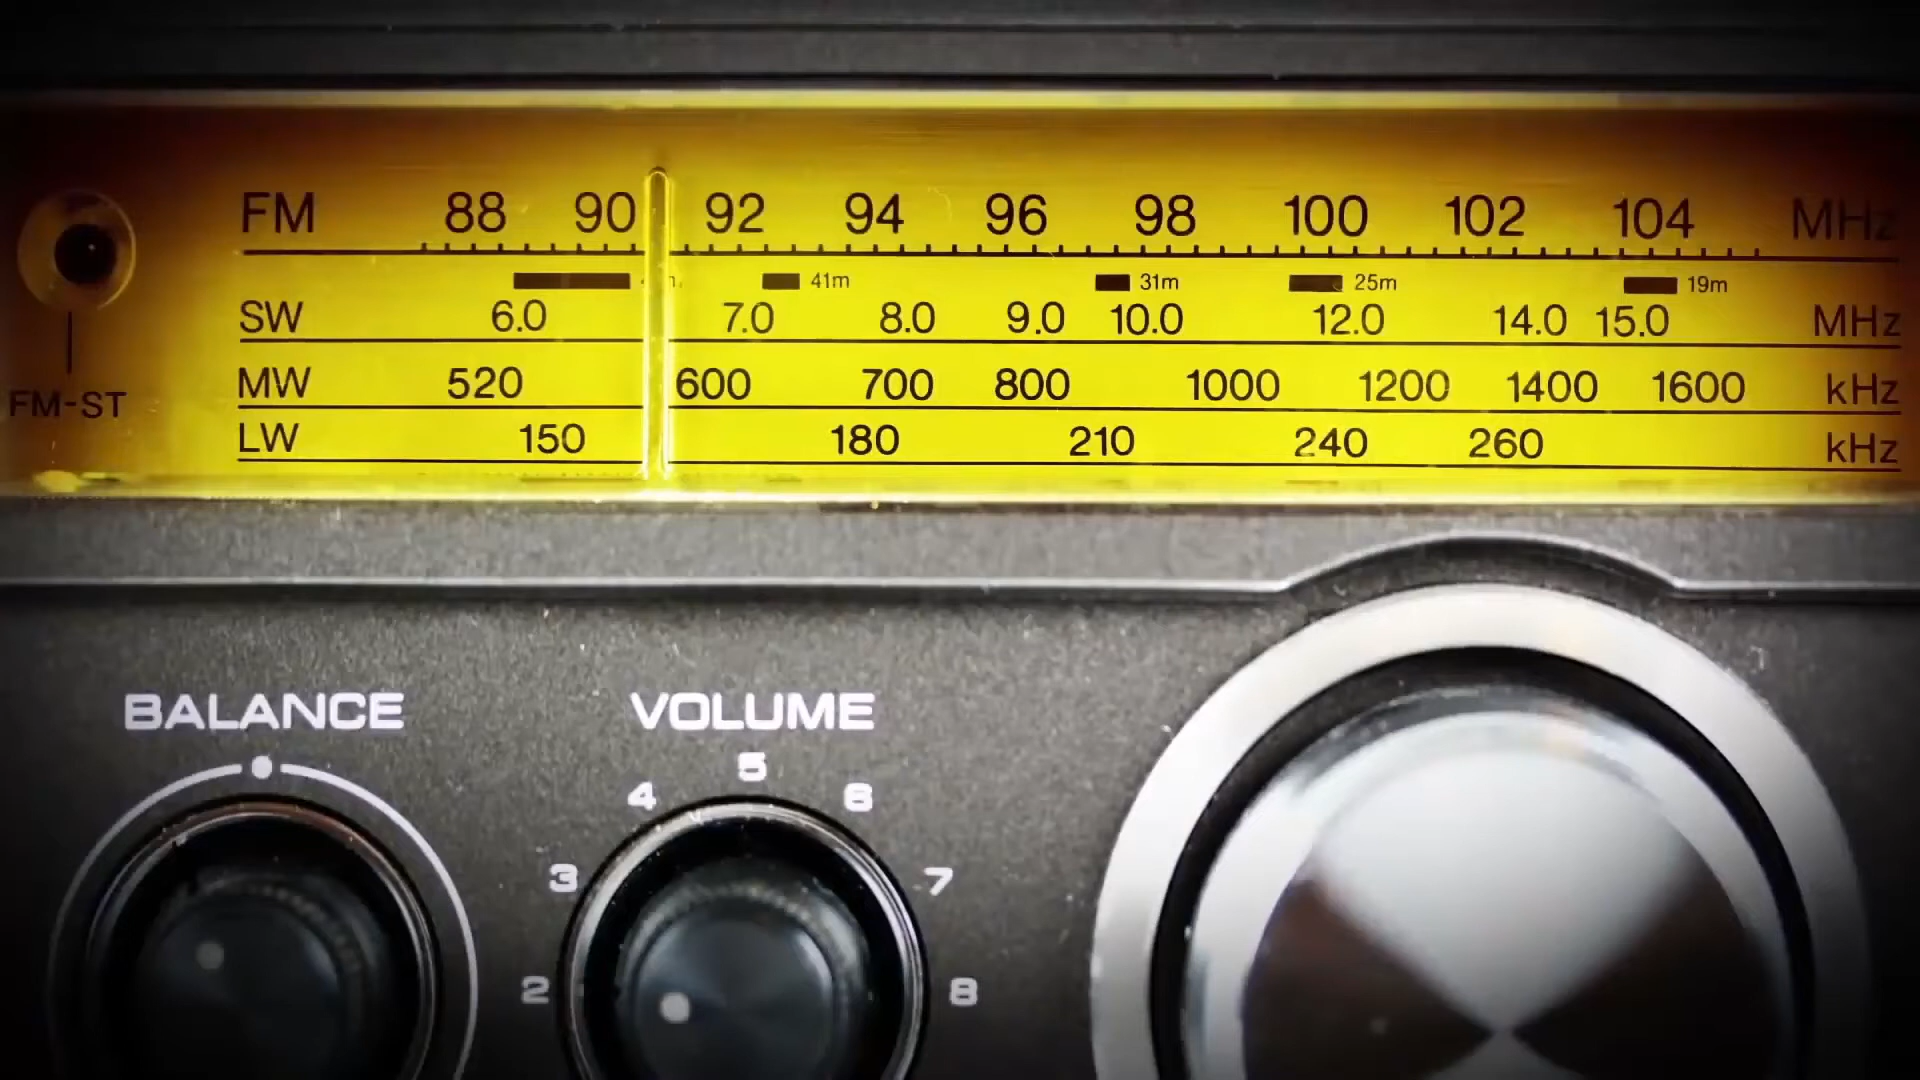 FM 88 90 92 94 96 98 100 102 104 MHz
41m 31m 25m 19m
SW 6.0 7.0 8.0 9.0 10.0 12.0 14.0 15.0 MHz
MW 520 600 700 800 1000 1200 1400 1600 kHz
FM-ST
LW 150 180 210 240 260 kHz
BALANCE VOLUME
5
4 6
3 7
2 8